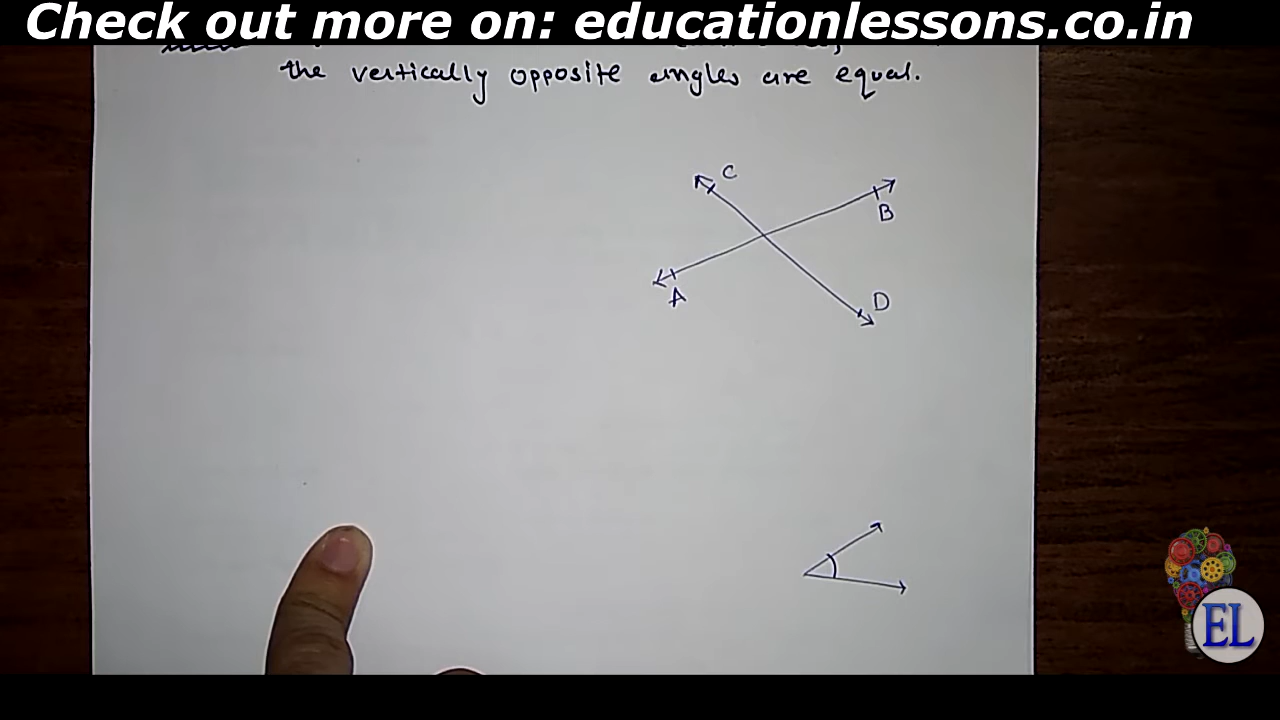 Check out more on: educationlessons.co.in
the vertically opposite angles are equal.
C
B
A
D
EL